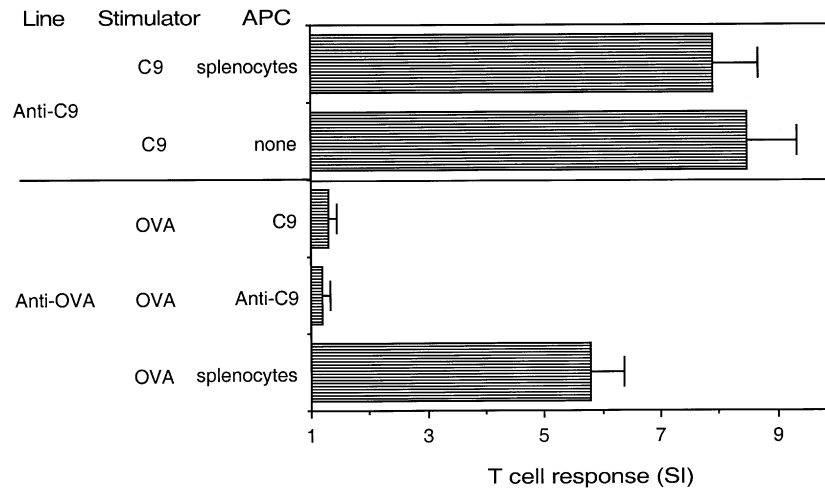 Line Stimulator APC
C9 splenocytes
Anti-C9
C9 none
OVA C9
Anti-OVA OVA Anti-C9
OVA splenocytes
1 3 5 7 9
T cell response (SI)